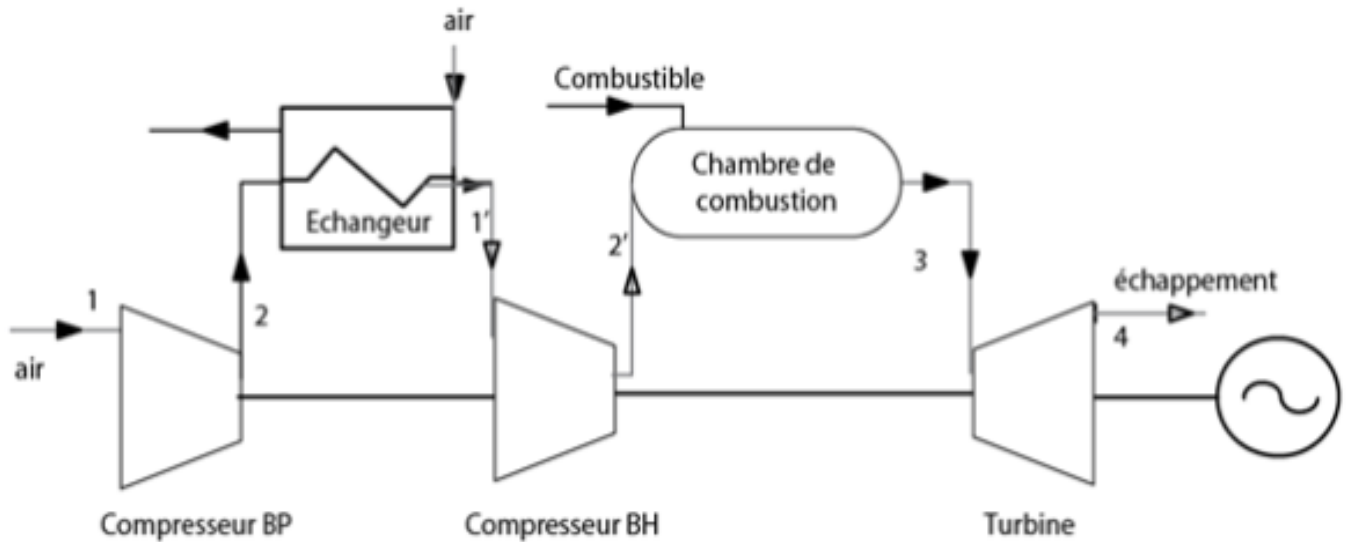 air
Combustible
Chambre de
combustion
Echangeur
1'
2'
3
échappement
1
2
4
air
Compresseur BP
Compresseur BH
Turbine